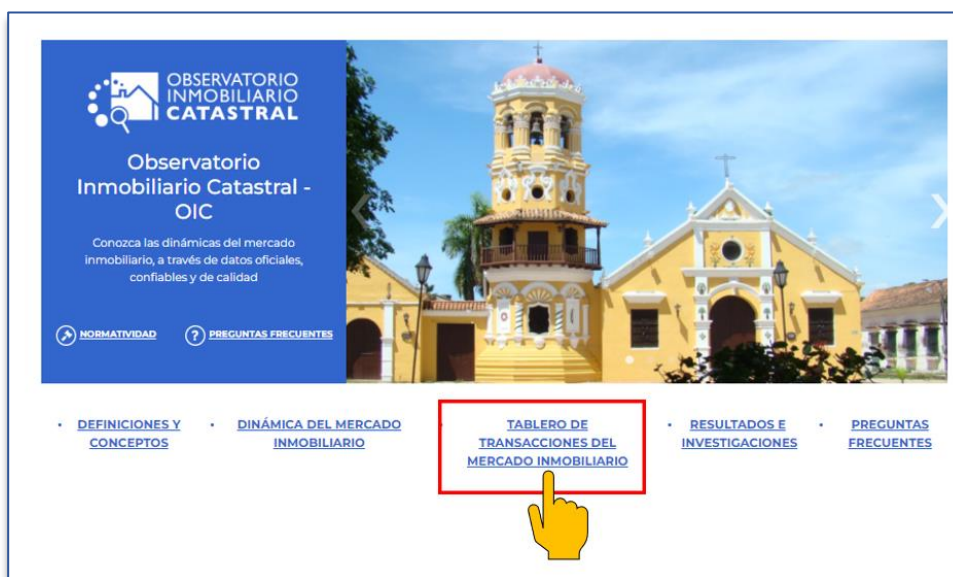 OBSERVATORIO
INMOBILIARIO
CATASTRAL
Observatorio
Inmobiliario Catastral -
OIC
Conozca las dinámicas del mercado
inmobiliario, a través de datos oficiales,
confiables y de calidad
NORMATIVIDAD
? PREGUNTAS FRECUENTES
• DEFINICIONES Y
CONCEPTOS
• DINÁMICA DEL MERCADO
INMOBILIARIO
TABLERO DE
TRANSACCIONES DEL
MERCADO INMOBILIARIO
• RESULTADOS E
INVESTIGACIONES
• PREGUNTAS
FRECUENTES